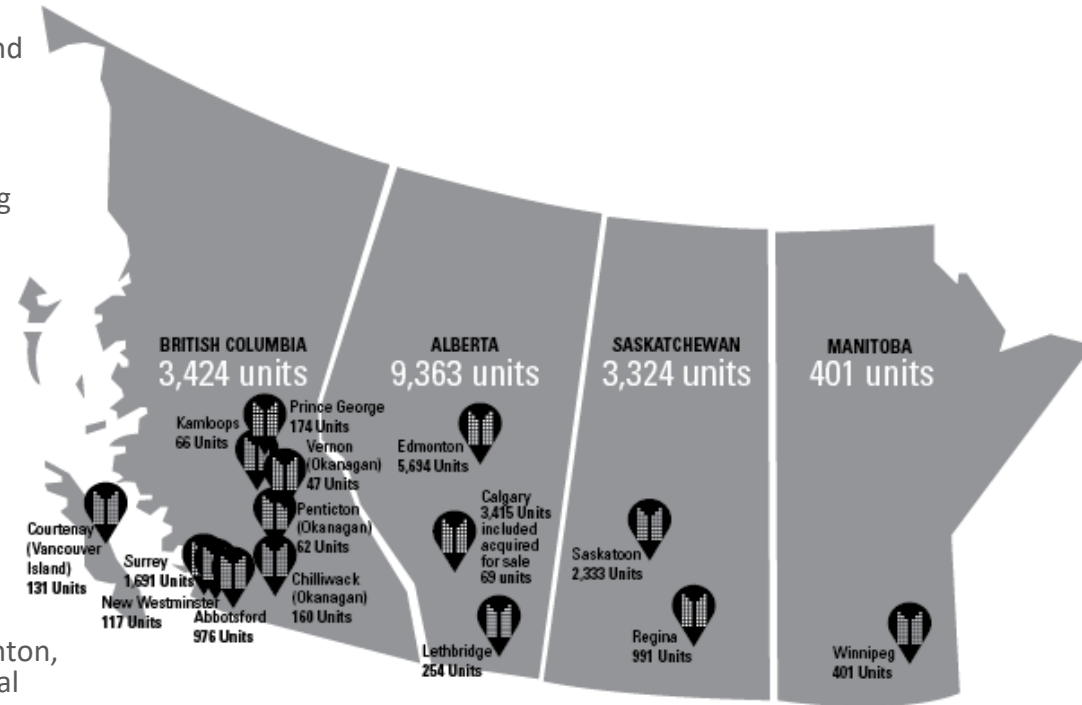 nd
g
nton,
al
BRITISH COLUMBIA
3,424 units
ALBERTA
9,363 units
SASKATCHEWAN
3,324 units
MANITOBA
401 units
Prince George
174 Units
Kamloops
66 Units
Vernon
(Okanagan)
47 Units
Penticton
(Okanagan)
62 Units
Chilliwack
(Okanagan)
160 Units
Courtenay
(Vancouver
Island)
131 Units
Surrey
1,691 Units
New Westminster
117 Units
Abbotsford
976 Units
Edmonton
5,694 Units
Calgary
3,415 Units
included
acquired
for sale
69 units
Lethbridge
254 Units
Saskatoon
2,333 Units
Regina
991 Units
Winnipeg
401 Units